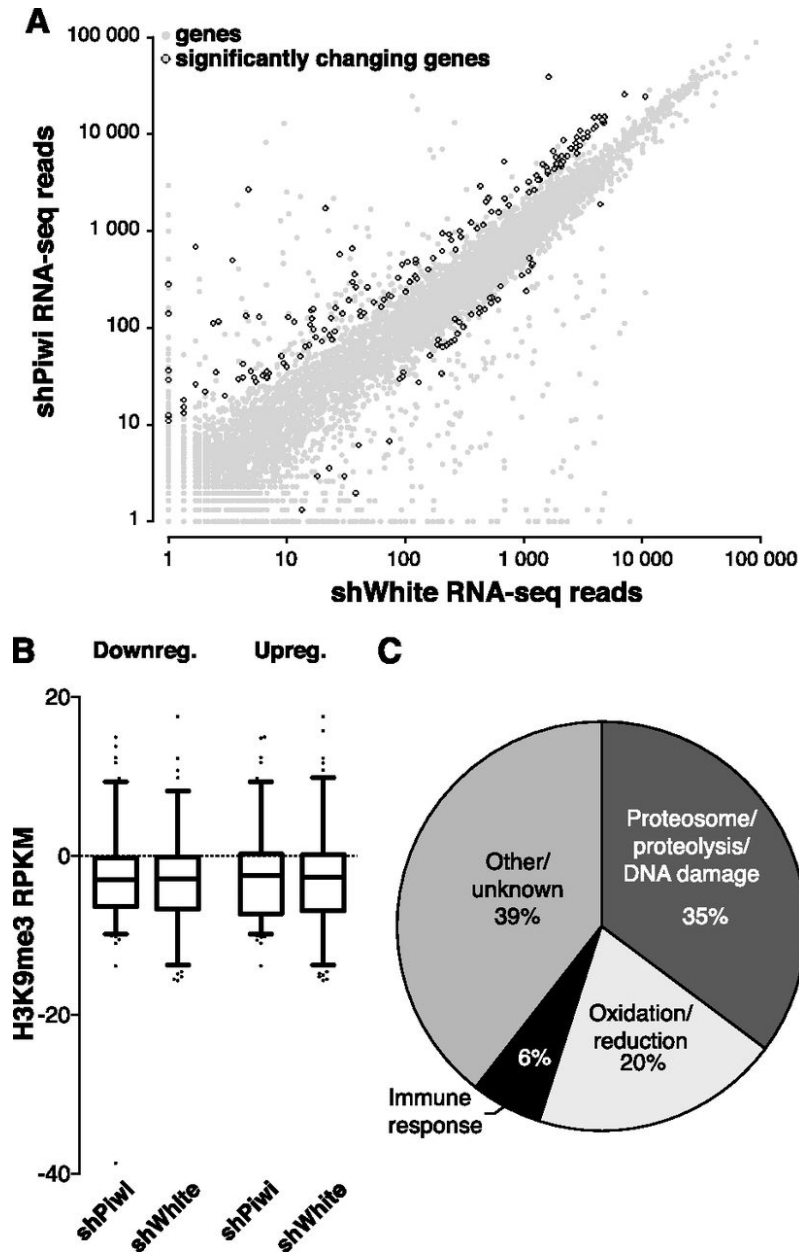 A
100 000
genes
significantly changing genes
10 000
1 000
100
10
1
shPiwi RNA-seq reads
1
10
100
1 000
10 000
100 000
shWhite RNA-seq reads
B
Downreg.
Upreg.
20
0
-20
-40
H3K9me3 RPKM
shPiwi
shWhite
shPiwi
shWhite
C
Proteosome/
proteolysis/
DNA damage
35%
Other/
unknown
39%
Oxidation/
reduction
20%
6%
Immune
response